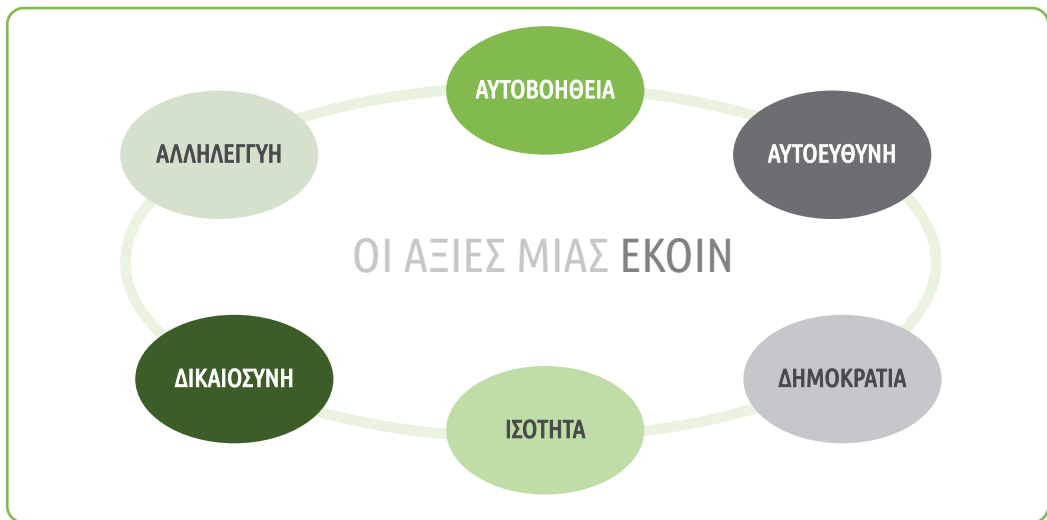 ΑΥΤΟΒΟΗΘΕΙΑ
ΑΛΛΗΛΕΓΓΥΗ
ΑΥΤΟΕΥΘΥΝΗ
ΟΙ ΑΞΙΕΣ ΜΙΑΣ ΕΚΟΙΝ
ΔΙΚΑΙΟΣΥΝΗ
ΔΗΜΟΚΡΑΤΙΑ
ΙΣΟΤΗΤΑ